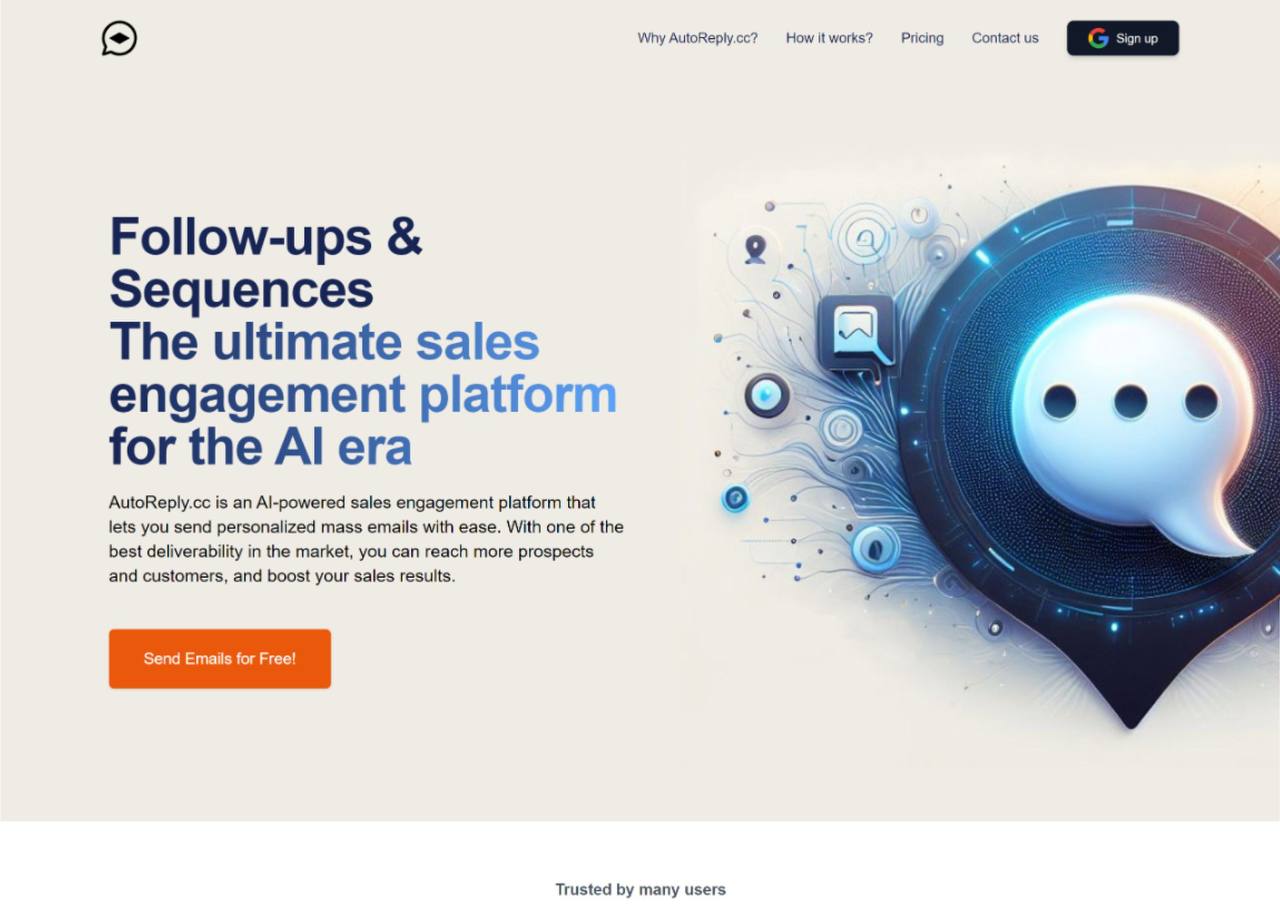 Why AutoReply.cc?
How it works?
Pricing
Contact us
Sign up
Follow-ups &
Sequences
The ultimate sales
engagement platform
for the AI era
AutoReply.cc is an AI-powered sales engagement platform that
lets you send personalized mass emails with ease. With one of the
best deliverability in the market, you can reach more prospects
and customers, and boost your sales results.
Send Emails for Free!
Trusted by many users